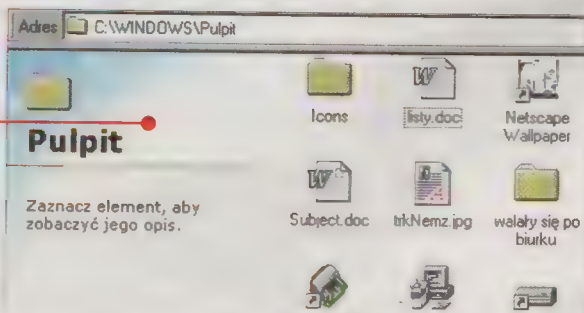 Adres C:\WINDOWS\Pulpit
Pulpit
Zaznacz element, aby
zobaczyć jego opis.
Icons
listy.doc
Netscape
Wallpaper
Subject.doc
trkNemz.jpg
walały się po
biurku